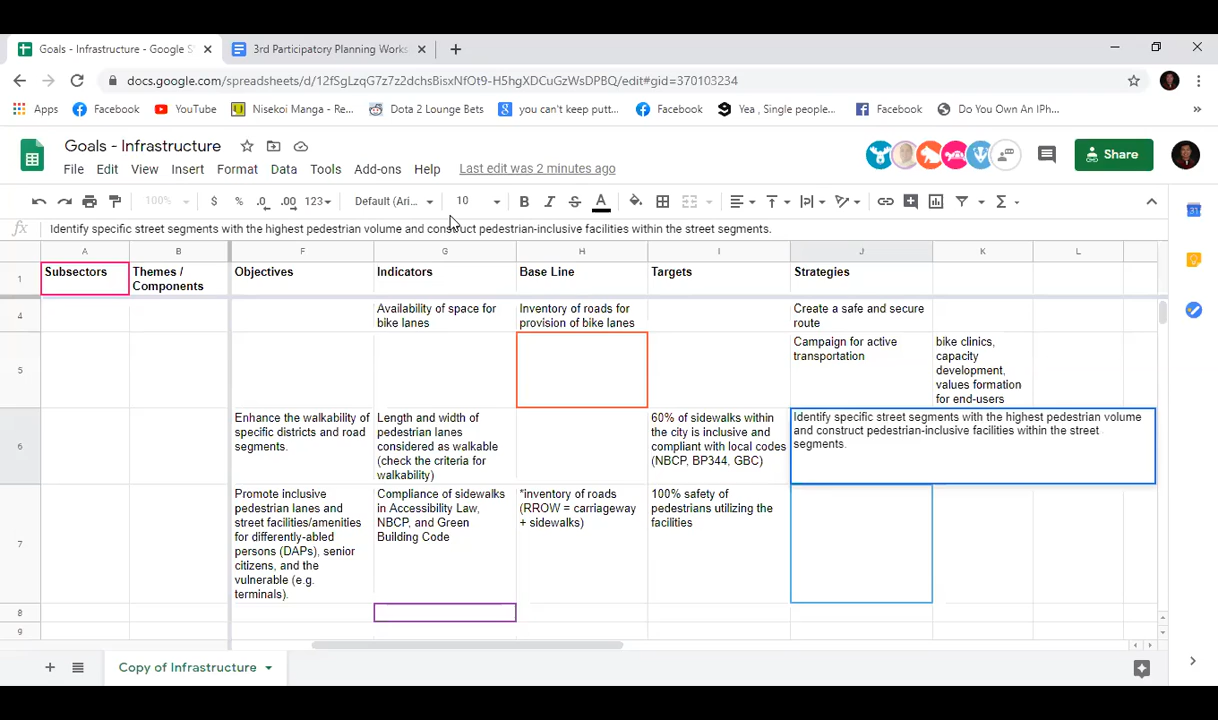 Goals - Infrastructure - Google S
3rd Participatory Planning Works
docs.google.com/spreadsheets/d/12fSgLzqG7z7z2dchsBisxNfOt9-H5hgXDCuGzWsDPBQ/edit#gid=370103234
Apps
Facebook
YouTube
Nisekoi Manga - Re...
Dota 2 Lounge Bets
you can't keep putt...
Facebook
Yea , Single people...
Facebook
Do You Own An IPh...
»
Goals - Infrastructure
File Edit View Insert Format Data Tools Add-ons Help
Last edit was 2 minutes ago
Share
100% $ % .0 .00 123 Default (Ari... 10 B I S A Σ
fx Identify specific street segments with the highest pedestrian volume and construct pedestrian-inclusive facilities within the street segments.
A B F G H I J K L
1
Subsectors
Themes /
Components
Objectives
Indicators
Base Line
Targets
Strategies
4
Availability of space for
bike lanes
Inventory of roads for
provision of bike lanes
Create a safe and secure
route
5
Campaign for active
transportation
bike clinics,
capacity
development,
values formation
for end-users
6
Enhance the walkability of
specific districts and road
segments.
Length and width of
pedestrian lanes
considered as walkable
(check the criteria for
walkability)
60% of sidewalks within
the city is inclusive and
compliant with local codes
(NBCP, BP344, GBC)
Identify specific street segments with the highest pedestrian volume
and construct pedestrian-inclusive facilities within the street
segments.
7
Promote inclusive
pedestrian lanes and
street facilities/amenities
for differently-abled
persons (DAPs), senior
citizens, and the
vulnerable (e.g.
terminals).
Compliance of sidewalks
in Accessibility Law,
NBCP, and Green
Building Code
*inventory of roads
(RROW = carriageway
+ sidewalks)
100% safety of
pedestrians utilizing the
facilities
8
9
Copy of Infrastructure